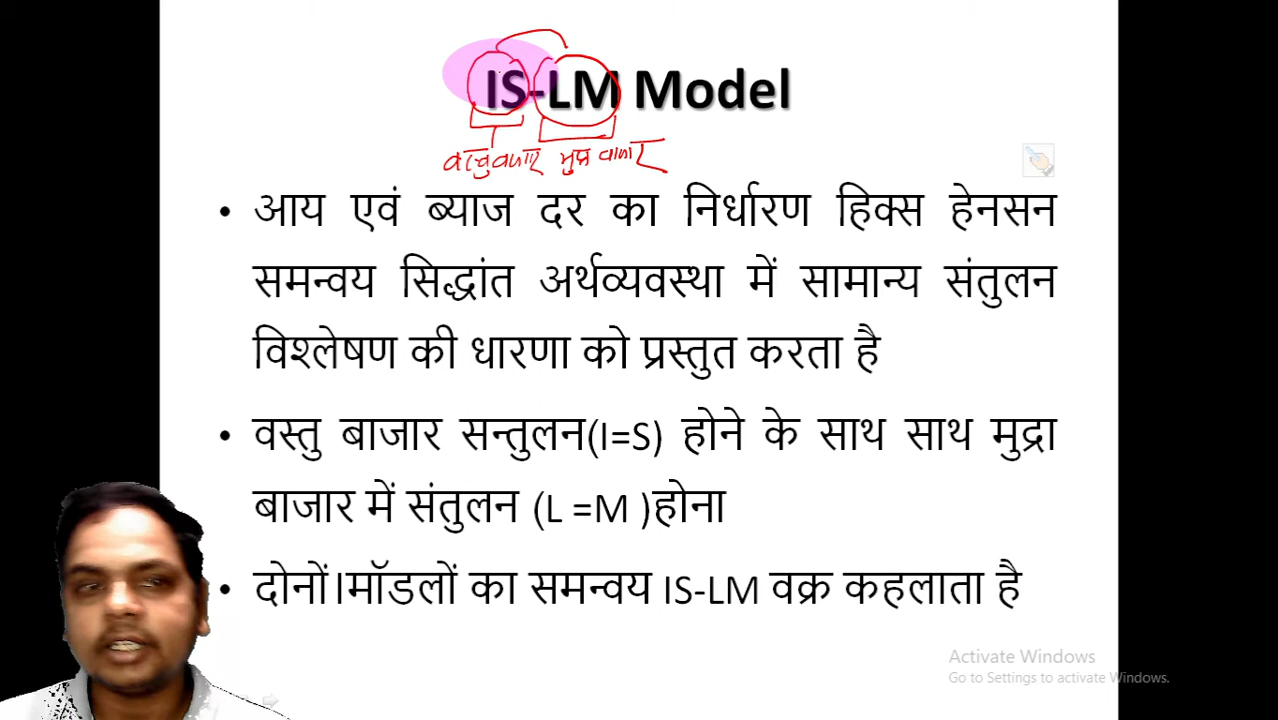 IS-LM Model
वस्तु बाजार मुद्रा बाजार
आय एवं ब्याज दर का निर्धारण हिक्स हेनसन
समन्वय सिद्धांत अर्थव्यवस्था में सामान्य संतुलन
विश्लेषण की धारणा को प्रस्तुत करता है
वस्तु बाजार सन्तुलन(I=S) होने के साथ साथ मुद्रा
बाजार में संतुलन (L =M )होना
दोनों।मॉडलों का समन्वय IS-LM वक्र कहलाता है
Activate Windows
Go to Settings to activate Windows.